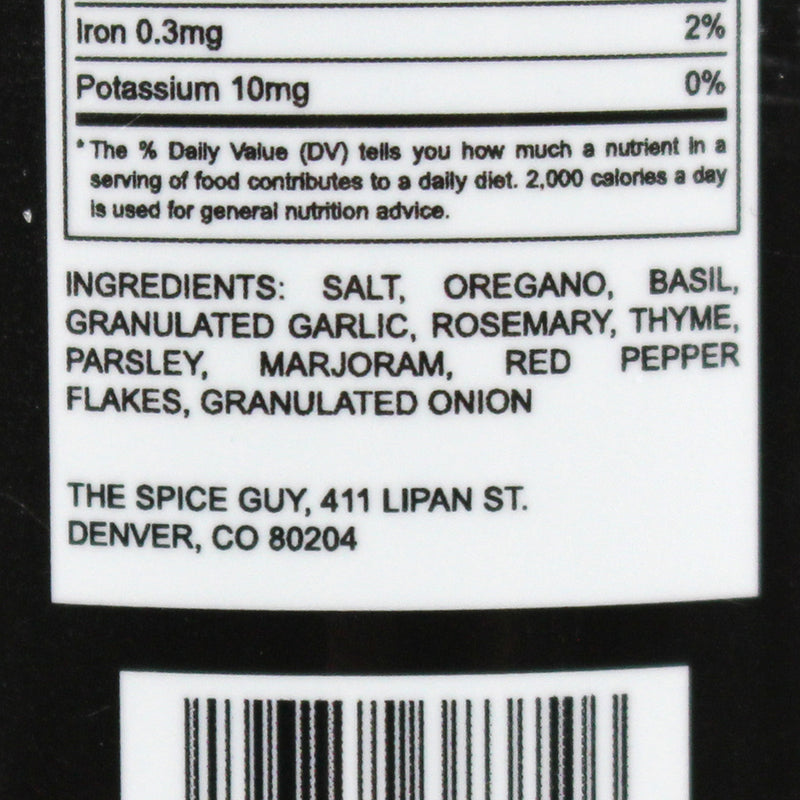 Iron 0.3mg 2%
Potassium 10mg 0%
* The % Daily Value (DV) tells you how much a nutrient in a
serving of food contributes to a daily diet. 2,000 calories a day
is used for general nutrition advice.
INGREDIENTS: SALT, OREGANO, BASIL,
GRANULATED GARLIC, ROSEMARY, THYME,
PARSLEY, MARJORAM, RED PEPPER
FLAKES, GRANULATED ONION
THE SPICE GUY, 411 LIPAN ST.
DENVER, CO 80204